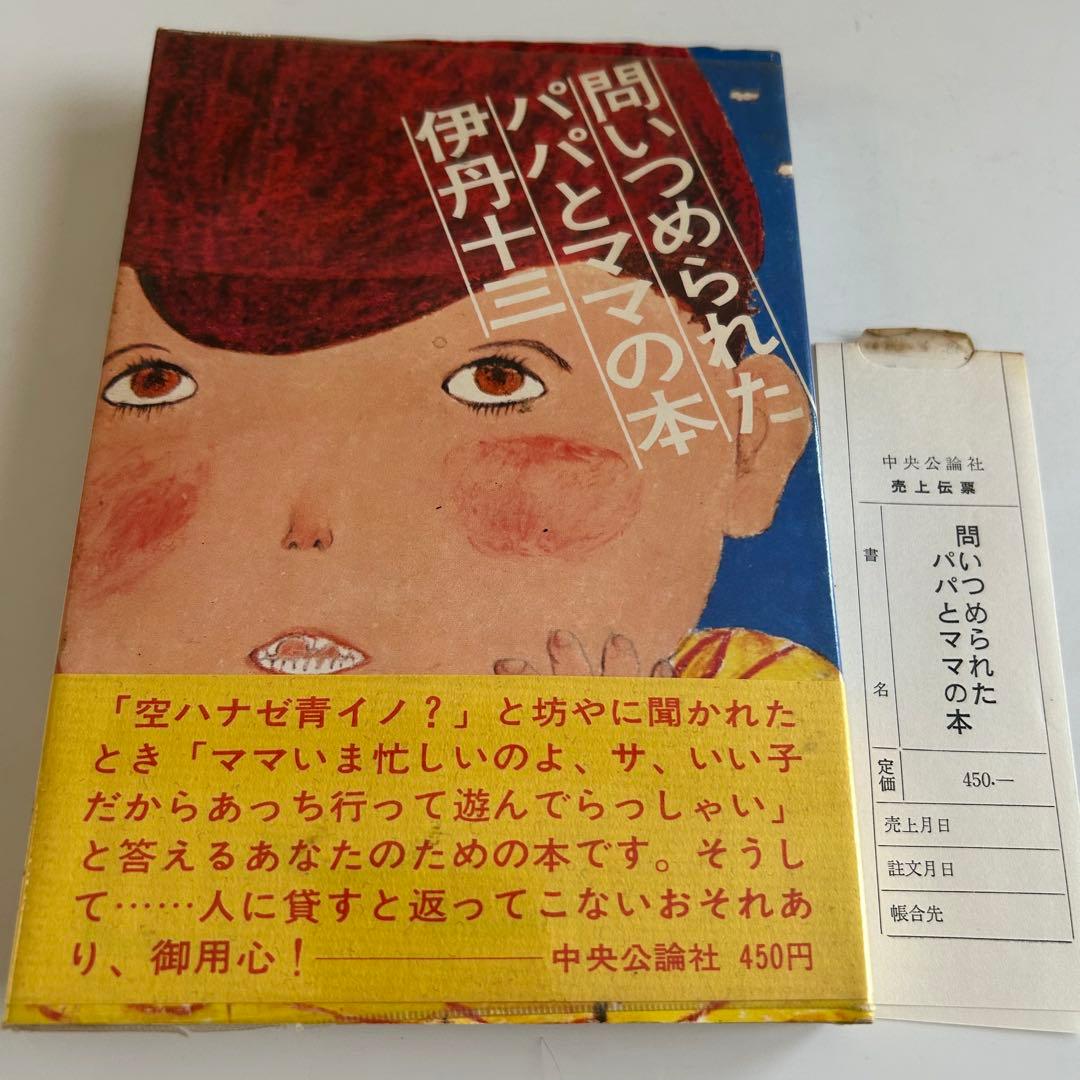 問いつめられた
パパとママの本
伊丹十三
「空ハナゼ青イノ？」と坊やに聞かれた
とき「ママいま忙しいのよ、サ、いい子
だからあっち行って遊んでらっしゃい」
と答えるあなたのための本です。そうし
て……人に貸すと返ってこないおそれあ
り、御用心！――中央公論社 450円
中央公論社
売上伝票
書名
問いつめられた
パパとママの本
定価
450.—
売上月日
註文月日
帳合先